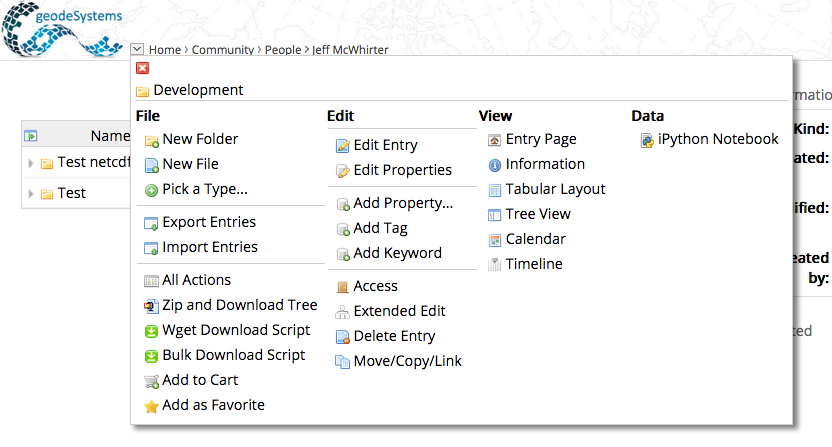 geodeSystems
Home > Community > People > Jeff McWhirter
Development
File
New Folder
New File
Pick a Type...
Export Entries
Import Entries
All Actions
Zip and Download Tree
Wget Download Script
Bulk Download Script
Add to Cart
Add as Favorite
Edit
Edit Entry
Edit Properties
Add Property...
Add Tag
Add Keyword
Access
Extended Edit
Delete Entry
Move/Copy/Link
View
Entry Page
Information
Tabular Layout
Tree View
Calendar
Timeline
Data
iPython Notebook
Name
Test netcdf
Test
rmatio
Kind:
ated:
ified:
eated
by:
ted